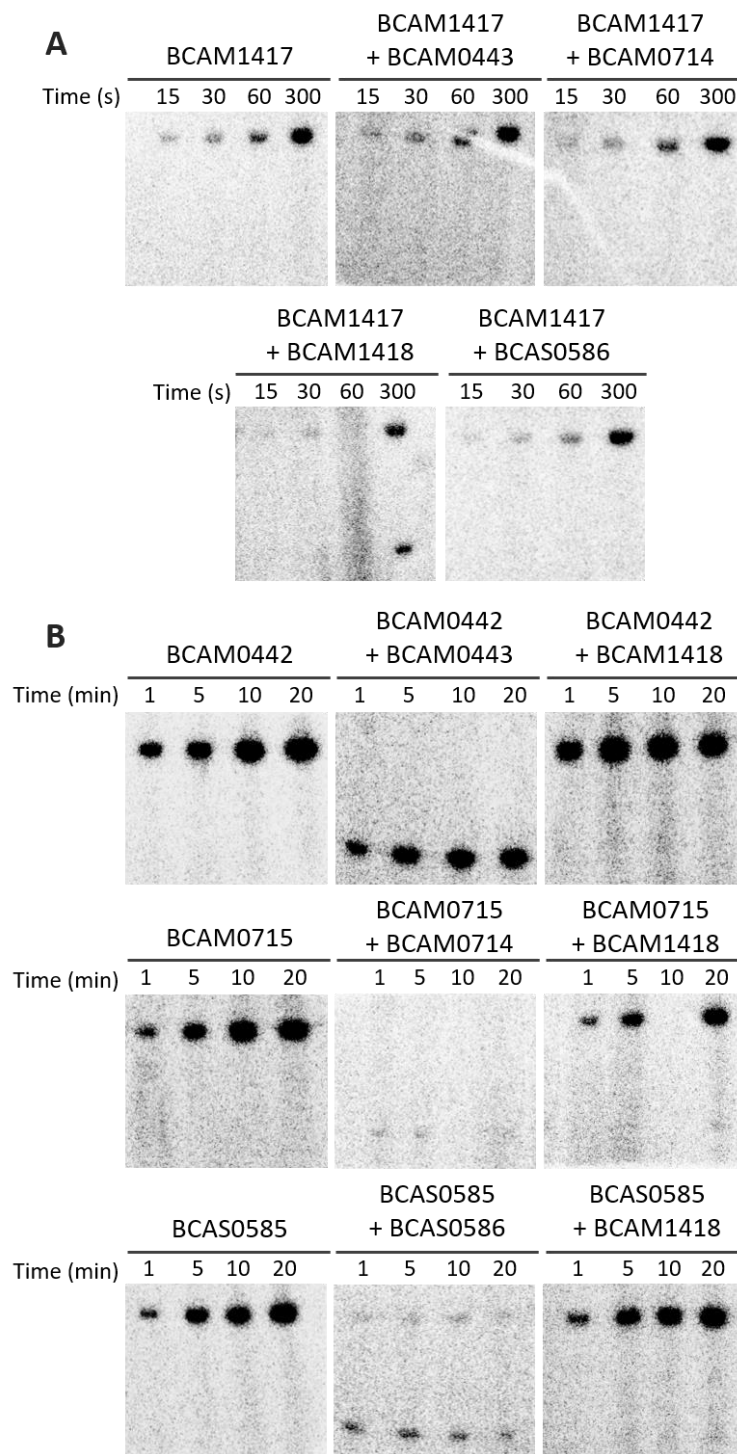 A
BCAM1417
BCAM1417
+ BCAM0443
BCAM1417
+ BCAM0714
Time (s) 15 30 60 300 15 30 60 300 15 30 60 300
BCAM1417
+ BCAM1418
BCAM1417
+ BCAS0586
Time (s) 15 30 60 300 15 30 60 300
B
BCAM0442
BCAM0442
+ BCAM0443
BCAM0442
+ BCAM1418
Time (min) 1 5 10 20 1 5 10 20 1 5 10 20
BCAM0715
BCAM0715
+ BCAM0714
BCAM0715
+ BCAM1418
Time (min) 1 5 10 20 1 5 10 20 1 5 10 20
BCAS0585
BCAS0585
+ BCAS0586
BCAS0585
+ BCAM1418
Time (min) 1 5 10 20 1 5 10 20 1 5 10 20